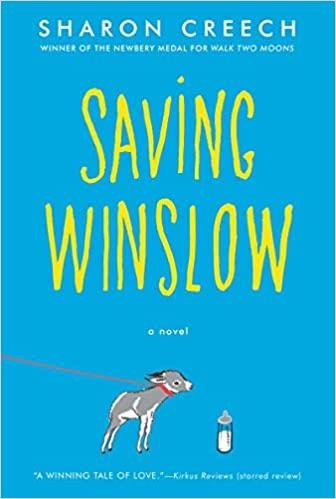 SHARON CREECH
WINNER OF THE NEWBERY MEDAL FOR WALK TWO MOONS
SAViNG
WINSLOW
a novel
"A WINNING TALE OF LOVE."—Kirkus Reviews (starred review)